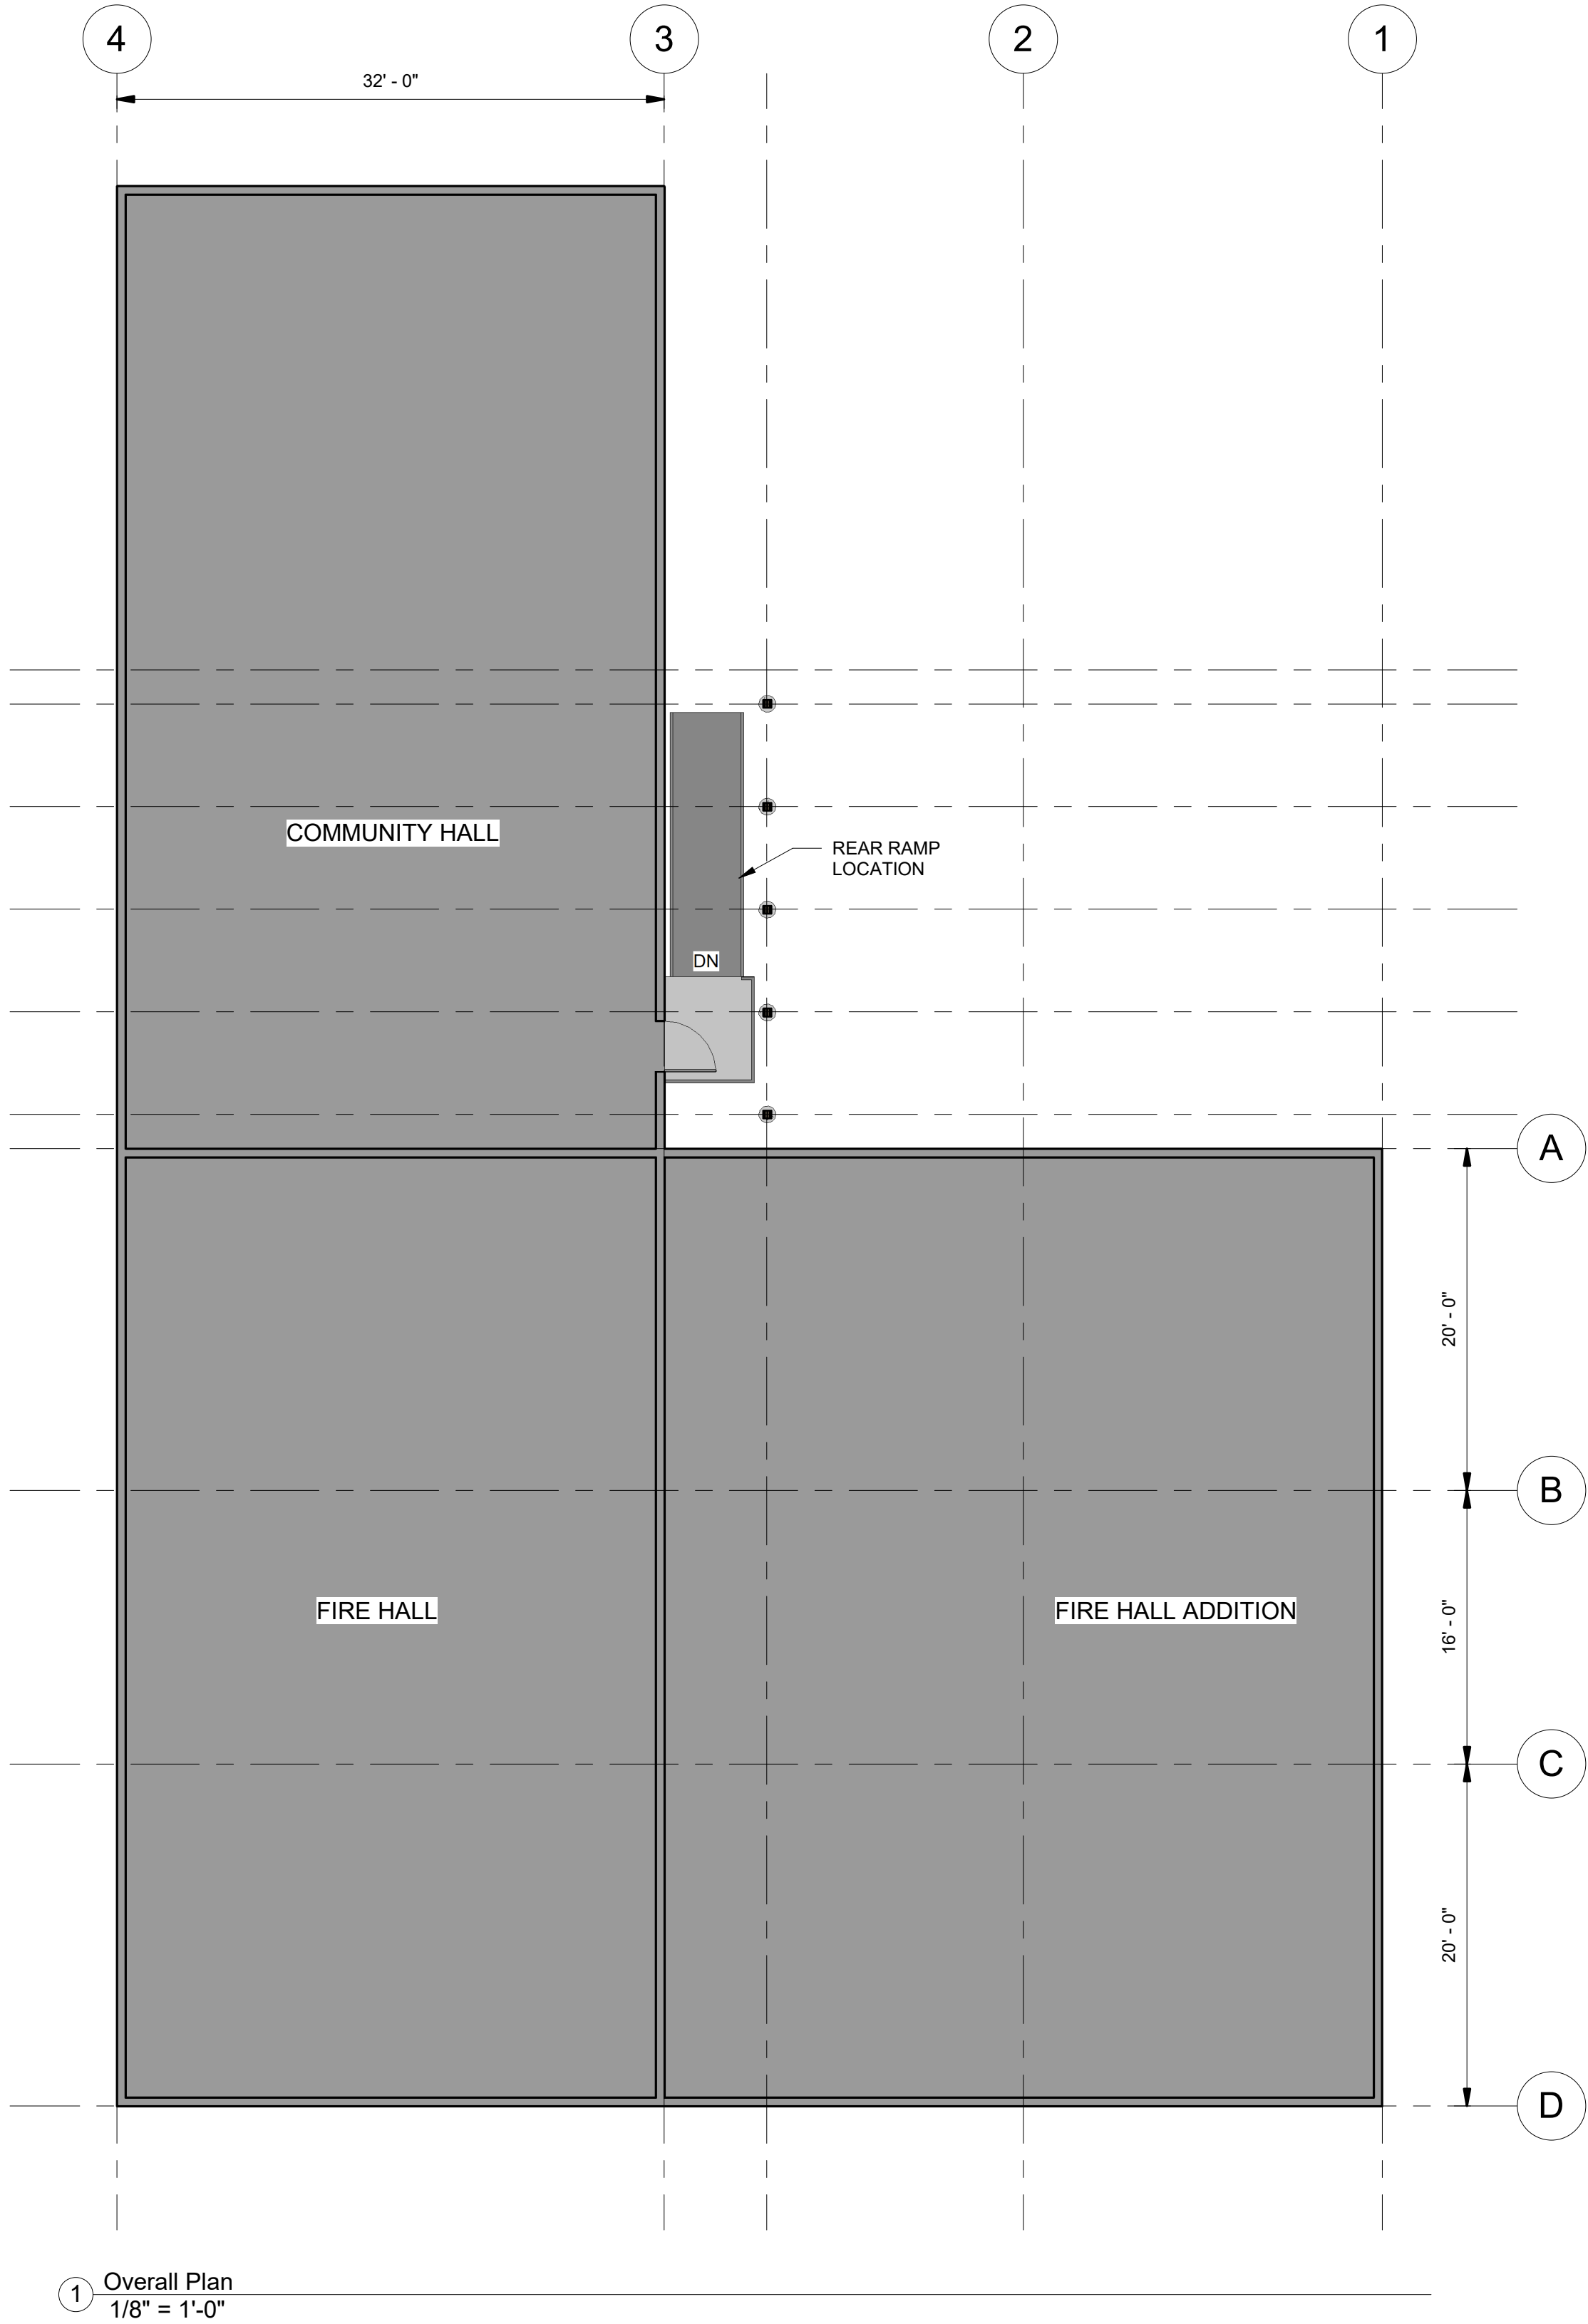 4
3
2
1
32' - 0"
COMMUNITY HALL
REAR RAMP
LOCATION
DN
A
20' - 0"
B
FIRE HALL
FIRE HALL ADDITION
16' - 0"
C
20' - 0"
D
1
Overall Plan
1/8" = 1'-0"